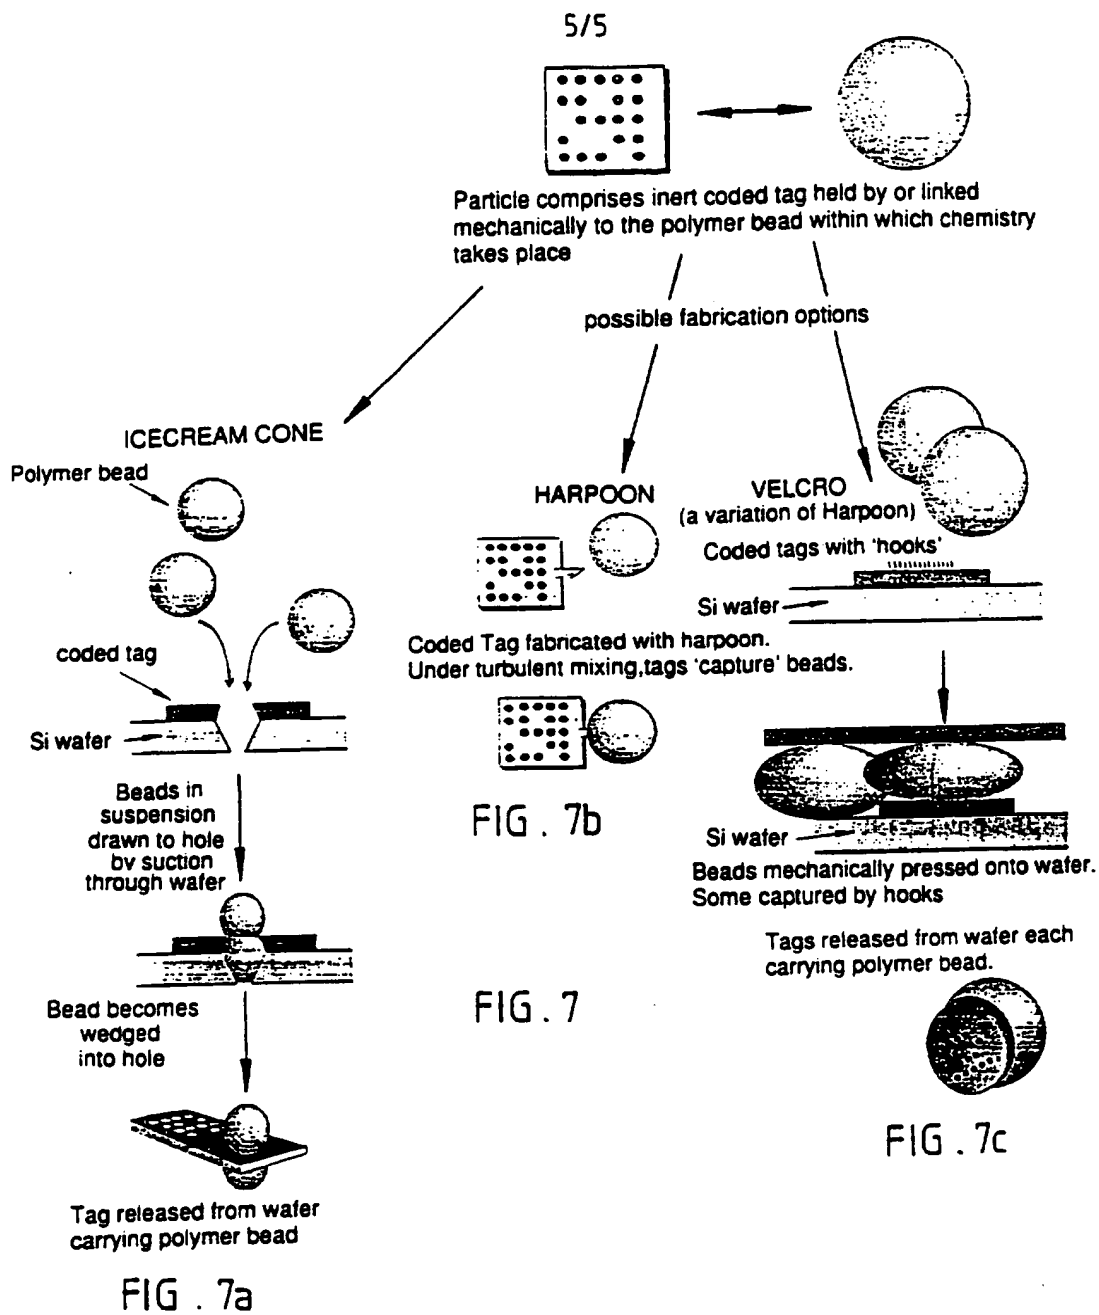 5/5
Particle comprises inert coded tag held by or linked
mechanically to the polymer bead within which chemistry
takes place
possible fabrication options
ICECREAM CONE
Polymer bead
coded tag
Si wafer
Beads in
suspension
drawn to hole
by suction
through wafer
Bead becomes
wedged
into hole
Tag released from wafer
carrying polymer bead
FIG . 7a
HARPOON
Coded Tag fabricated with harpoon.
Under turbulent mixing,tags 'capture' beads.
FIG . 7b
VELCRO
(a variation of Harpoon)
Coded tags with 'hooks'
Si wafer
Si wafer
Beads mechanically pressed onto wafer.
Some captured by hooks
Tags released from wafer each
carrying polymer bead.
FIG . 7c
FIG . 7